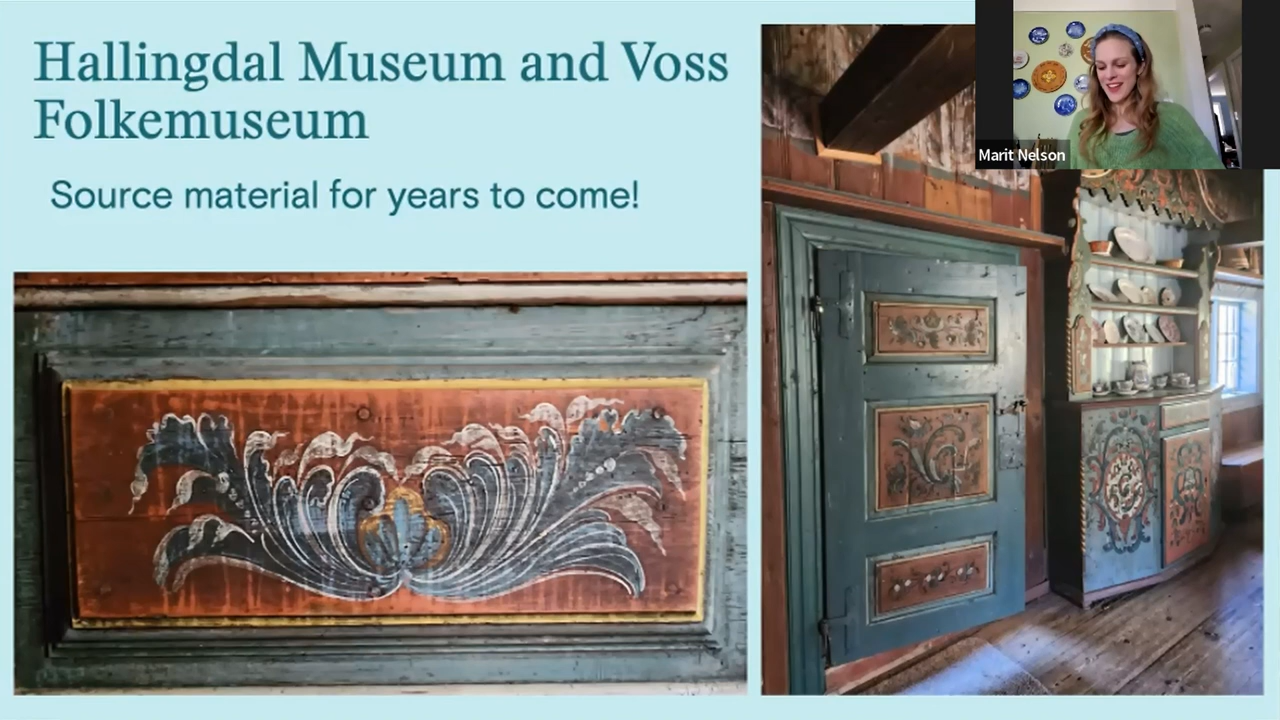 Hallingdal Museum and Voss
Folkemuseum
Source material for years to come!
Marit Nelson